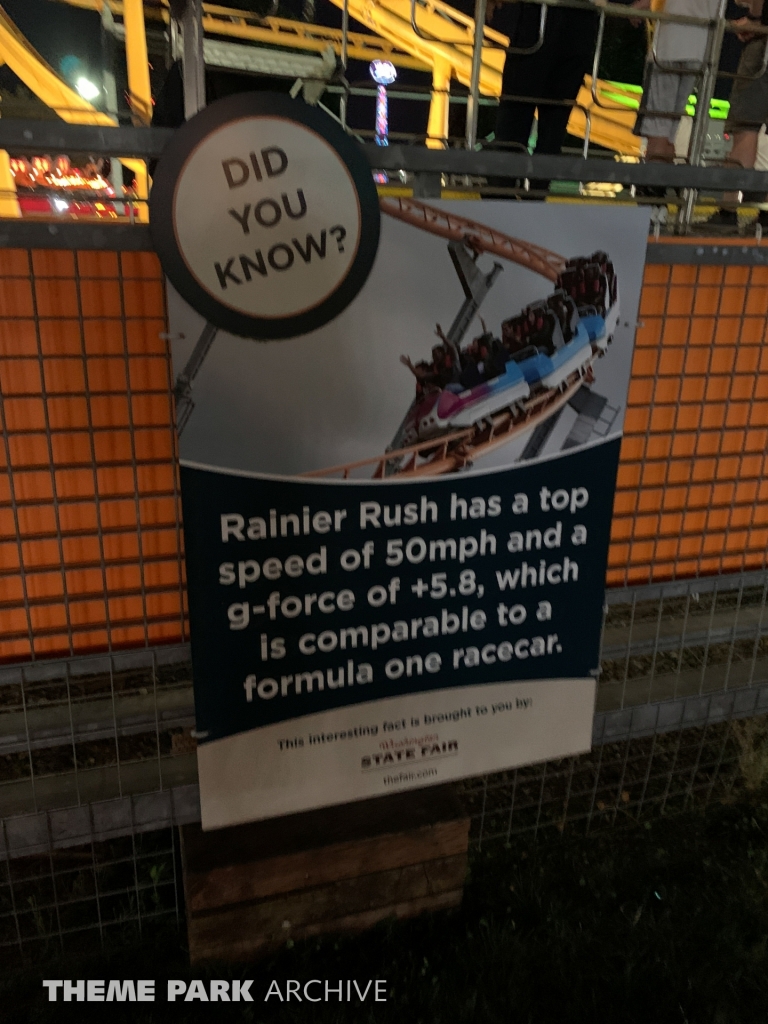 DID
YOU
KNOW?
Rainier Rush has a top
speed of 50mph and a
g-force of +5.8, which
is comparable to a
formula one racecar.
This interesting fact is brought to you by:
Washington
STATE FAIR
thefair.com
THEME PARK ARCHIVE